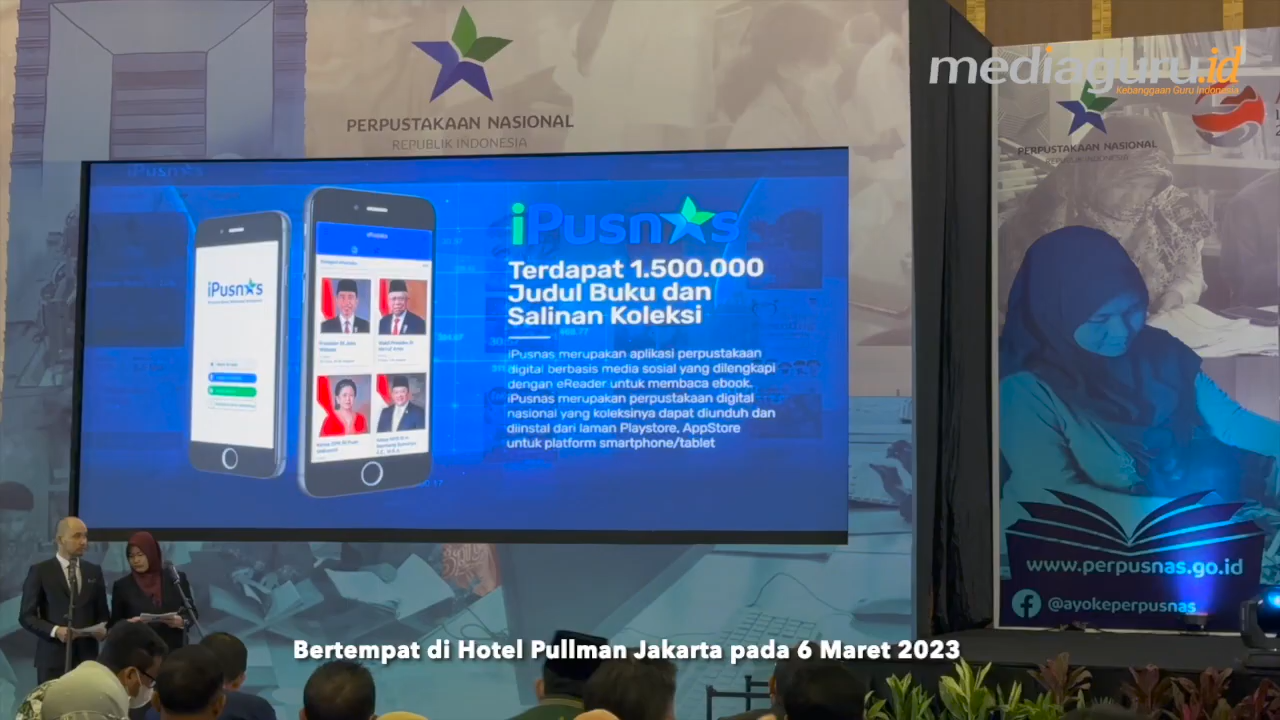 mediaguru.id
Kebanggaan Guru Indonesia
PERPUSTAKAAN NASIONAL
REPUBLIK INDONESIA
PERPUSTAKAAN NASIONAL
REPUBLIK INDONESIA
iPusnas
iPusnas
iPusnas
Terdapat 1.500.000
Judul Buku dan
Salinan Koleksi
iPusnas merupakan aplikasi perpustakaan
digital berbasis media sosial yang dilengkapi
dengan eReader untuk membaca ebook.
iPusnas merupakan perpustakaan digital
nasional yang koleksinya dapat diunduh dan
diinstal dari laman Playstore, AppStore
untuk platform smartphone/tablet
www.perpusnas.go.id
@ayokeperpusnas
Bertempat di Hotel Pullman Jakarta pada 6 Maret 2023